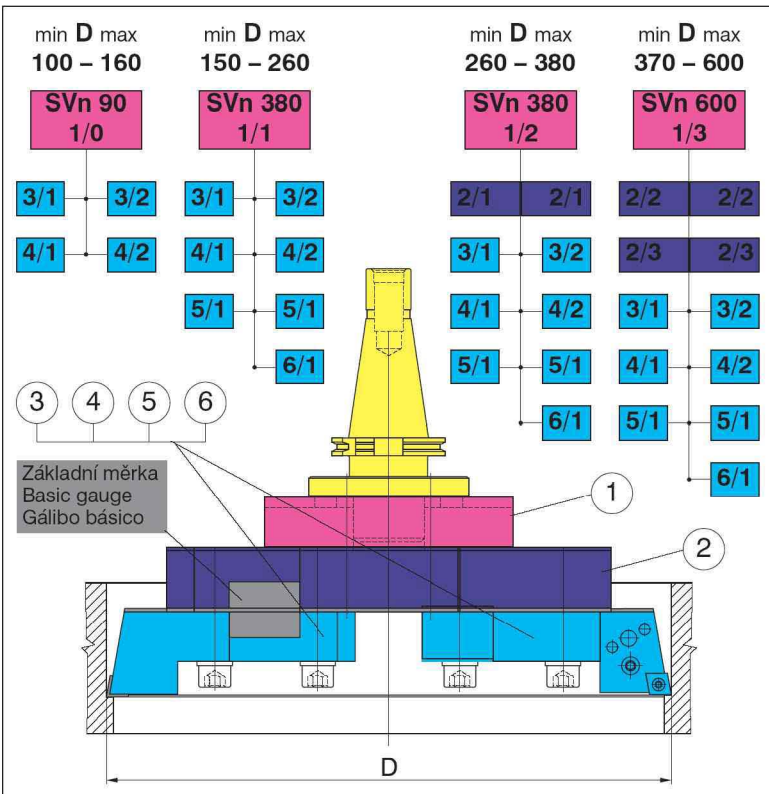 min D max
100 – 160
SVn 90
1/0
3/1 3/2
4/1 4/2
min D max
150 – 260
SVn 380
1/1
3/1 3/2
4/1 4/2
5/1 5/1
6/1
min D max
260 – 380
SVn 380
1/2
2/1 2/1
3/1 3/2
4/1 4/2
5/1 5/1
6/1
min D max
370 – 600
SVn 600
1/3
2/2 2/2
2/3 2/3
3/1 3/2
4/1 4/2
5/1 5/1
6/1
3 4 5 6
Základní měrka
Basic gauge
Gálibo básico
1
2
D